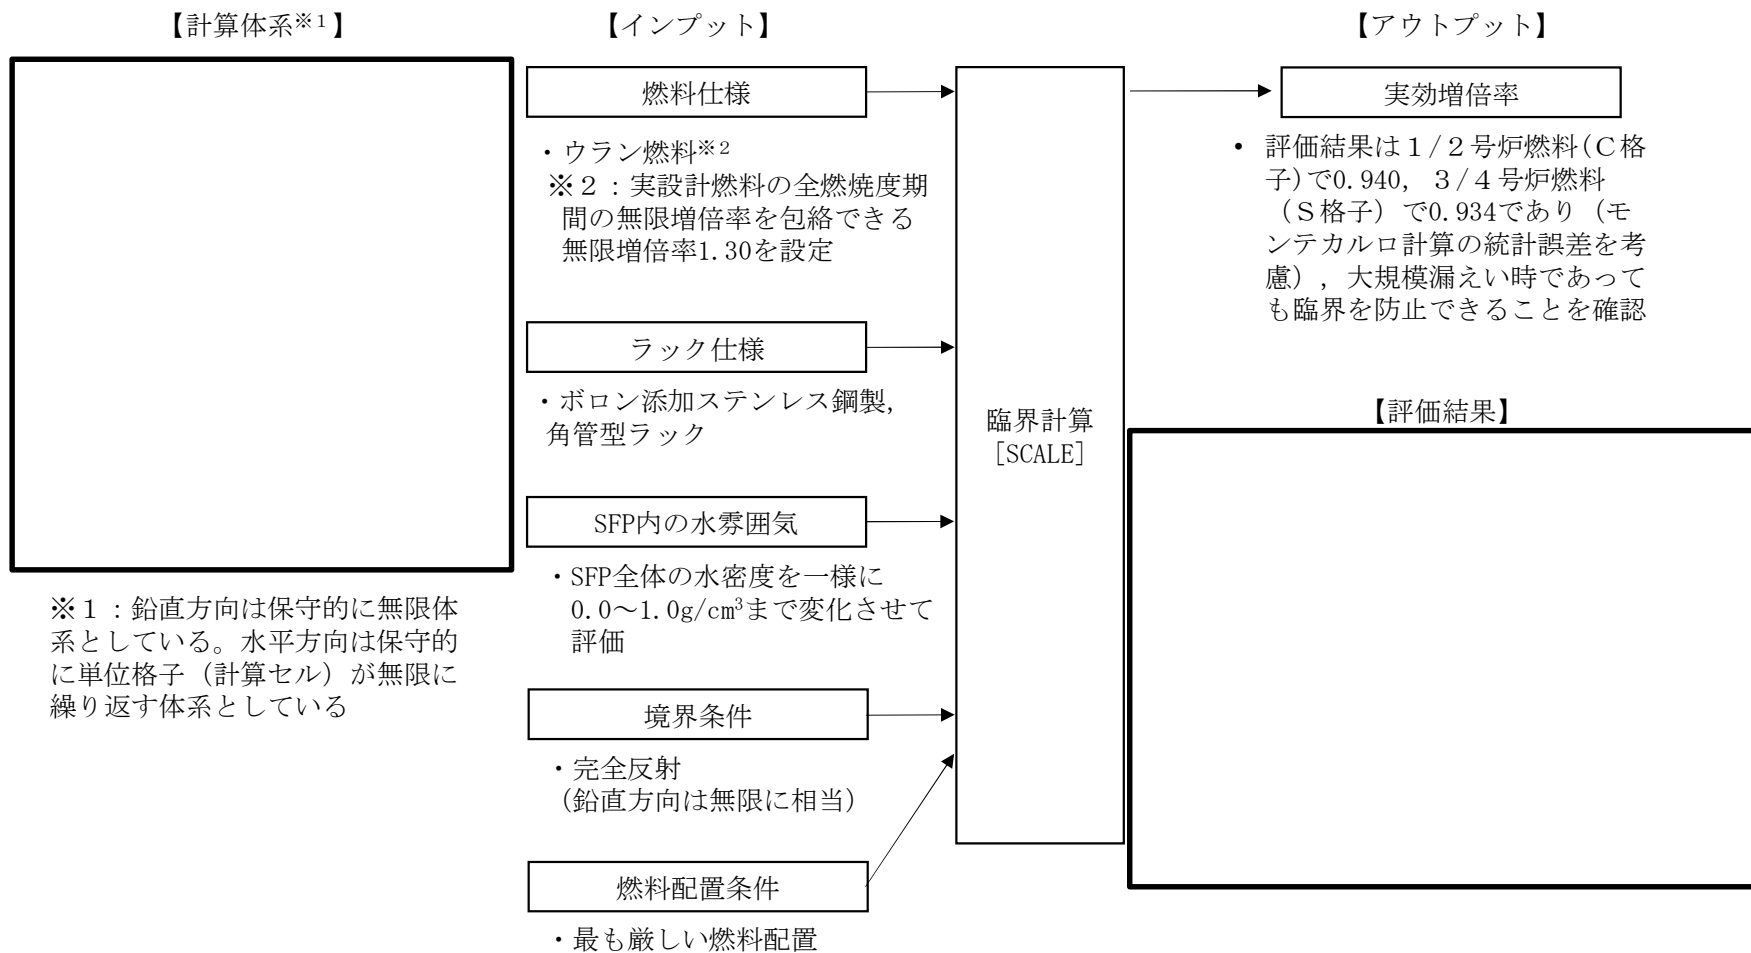 【計算体系※1】
※1:鉛直方向は保守的に無限体
系としている。水平方向は保守的
に単位格子(計算セル)が無限に
繰り返す体系としている
【インプット】
燃料仕様
・ウラン燃料※2
※2:実設計燃料の全燃焼度期
間の無限増倍率を包絡できる
無限増倍率1.30を設定
ラック仕様
・ボロン添加ステンレス鋼製,
角管型ラック
SFP内の水雰囲気
・SFP全体の水密度を一様に
0.0~1.0g/cm³まで変化させて
評価
境界条件
・完全反射
(鉛直方向は無限に相当)
燃料配置条件
・最も厳しい燃料配置
臨界計算
[SCALE]
【アウトプット】
実効増倍率
• 評価結果は1/2号炉燃料(C格
子)で0.940, 3/4号炉燃料
(S格子)で0.934であり(モ
ンテカルロ計算の統計誤差を考
慮),大規模漏えい時であって
も臨界を防止できることを確認
【評価結果】